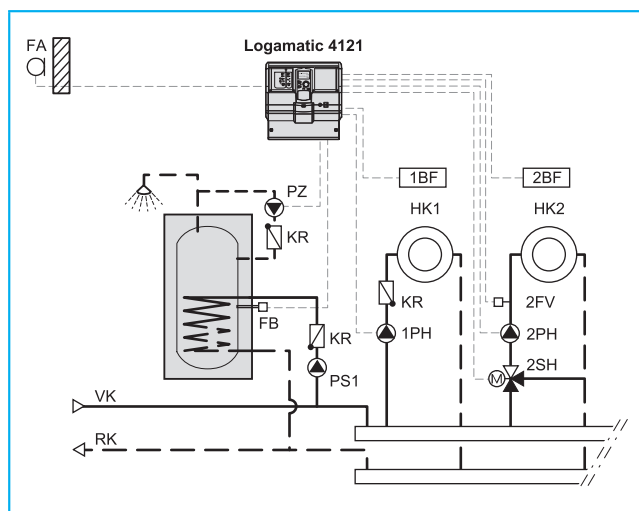 FA
Logamatic 4121
1BF
2BF
PZ
HK1
HK2
KR
KR
2FV
FB
KR
1PH
2PH
PS1
2SH
M
VK
RK